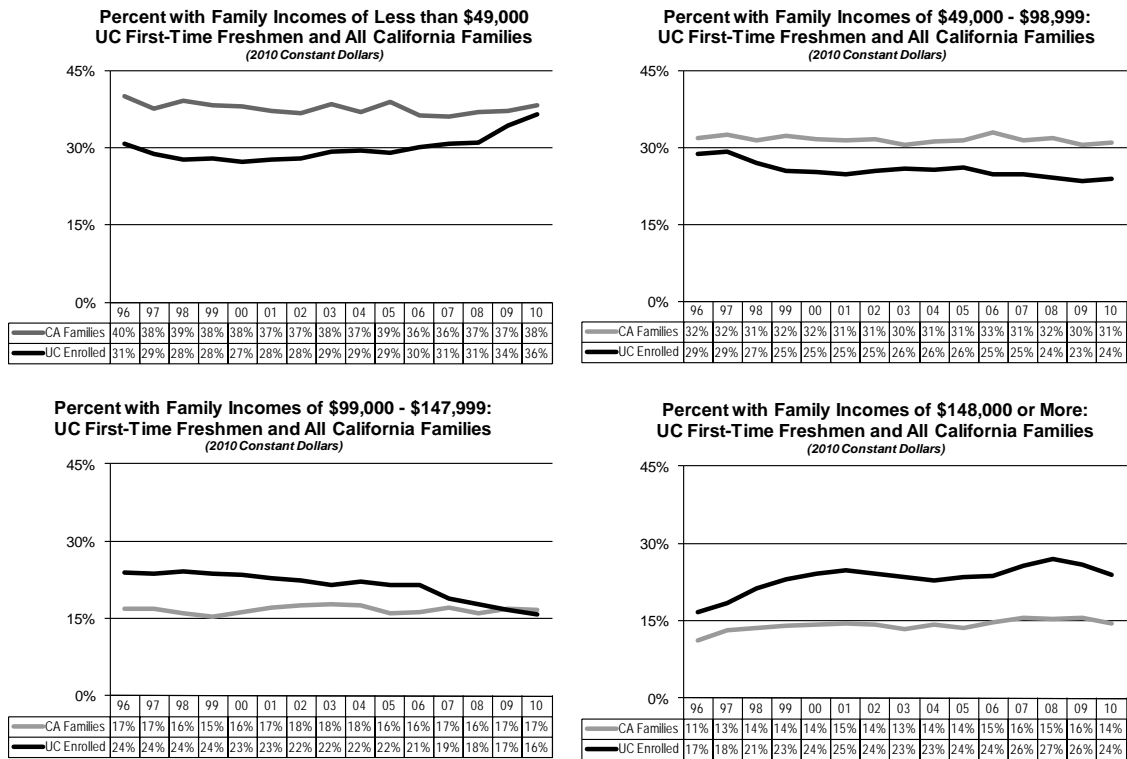 Percent with Family Incomes of Less than $49,000
UC First-Time Freshmen and All California Families
(2010 Constant Dollars)
45%
30%
15%
0%
96 97 98 99 00 01 02 03 04 05 06 07 08 09 10
CA Families 40% 38% 39% 38% 38% 37% 37% 38% 37% 39% 36% 36% 37% 37% 38%
UC Enrolled 31% 29% 28% 28% 27% 28% 28% 29% 29% 29% 30% 31% 31% 34% 36%
Percent with Family Incomes of $49,000 - $98,999:
UC First-Time Freshmen and All California Families
(2010 Constant Dollars)
45%
30%
15%
0%
96 97 98 99 00 01 02 03 04 05 06 07 08 09 10
CA Families 32% 32% 31% 32% 32% 31% 31% 30% 31% 31% 33% 31% 32% 30% 31%
UC Enrolled 29% 29% 27% 25% 25% 25% 25% 26% 26% 26% 25% 25% 24% 23% 24%
Percent with Family Incomes of $99,000 - $147,999:
UC First-Time Freshmen and All California Families
(2010 Constant Dollars)
45%
30%
15%
0%
96 97 98 99 00 01 02 03 04 05 06 07 08 09 10
CA Families 17% 17% 16% 15% 16% 17% 18% 18% 18% 16% 16% 17% 16% 17% 17%
UC Enrolled 24% 24% 24% 24% 23% 23% 22% 22% 22% 22% 21% 19% 18% 17% 16%
Percent with Family Incomes of $148,000 or More:
UC First-Time Freshmen and All California Families
(2010 Constant Dollars)
45%
30%
15%
0%
96 97 98 99 00 01 02 03 04 05 06 07 08 09 10
CA Families 11% 13% 14% 14% 14% 15% 14% 13% 14% 14% 15% 16% 15% 16% 14%
UC Enrolled 17% 18% 21% 23% 24% 25% 24% 23% 23% 24% 24% 26% 27% 26% 24%